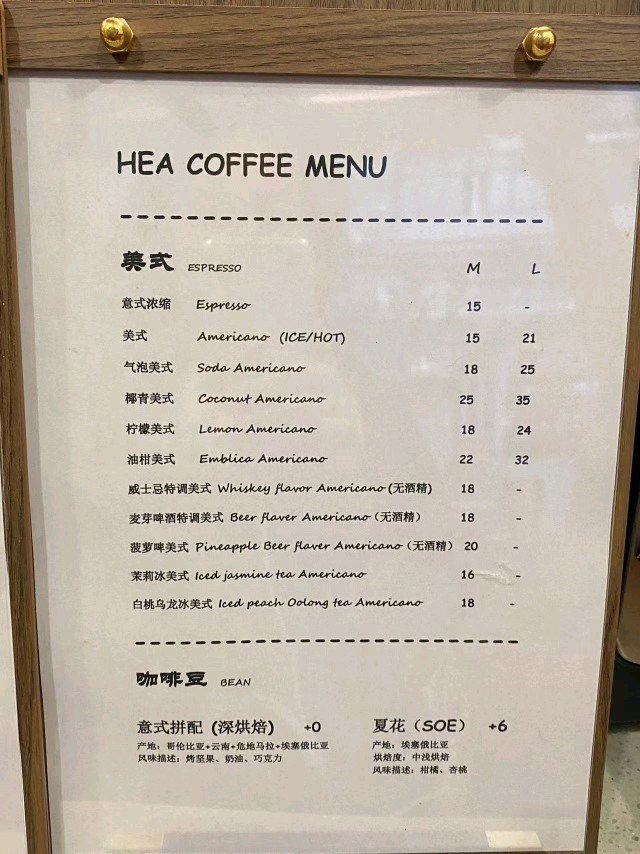 HEA COFFEE MENU
美式 ESPRESSO M L
意式浓缩 Espresso 15 -
美式 Americano (ICE/HOT) 15 21
气泡美式 Soda Americano 18 25
椰青美式 Coconut Americano 25 35
柠檬美式 Lemon Americano 18 24
油柑美式 Emblica Americano 22 32
威士忌特调美式 Whiskey flavor Americano (无酒精) 18 -
麦芽啤酒特调美式 Beer flaver Americano (无酒精) 18 -
菠萝啤美式 Pineapple Beer flaver Americano (无酒精) 20 -
茉莉冰美式 Iced jasmine tea Americano 16 -
白桃乌龙冰美式 Iced peach Oolong tea Americano 18 -
咖啡豆 BEAN
意式拼配 (深烘焙) +0
产地：哥伦比亚+云南+危地马拉+埃塞俄比亚
风味描述：烤坚果、奶油、巧克力
夏花（SOE） +6
产地：埃塞俄比亚
烘焙度：中浅烘焙
风味描述：柑橘、杏桃